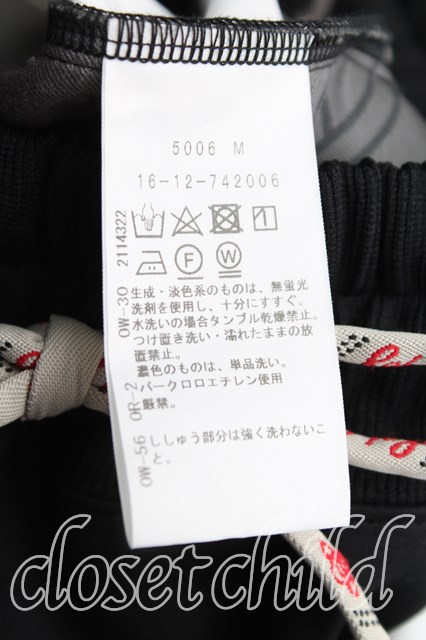 5006 M
16-12-742006
2114322
F W
OW-30 生成・淡色系のものは、無蛍光
洗剤を使用し、十分にすすぐ。
水洗いの場合タンブル乾燥禁止。
つけ置き洗い・濡れたままの放
置禁止。
濃色のものは、単品洗い。
OR-2 パークロロエチレン使用
厳禁。
OW-56 ししゅう部分は強く洗わないこ
と。
closet child